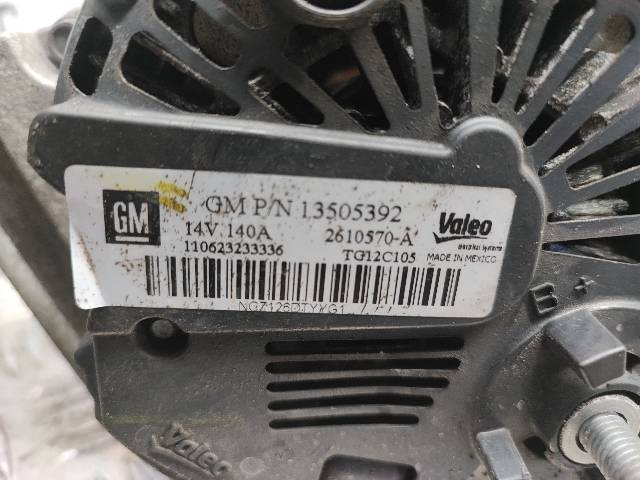 GM
GM P/N 13505392
14V 140A 2610570-A
110623233336 TG12C105
Valeo
MADE IN MEXICO
B+
Valeo